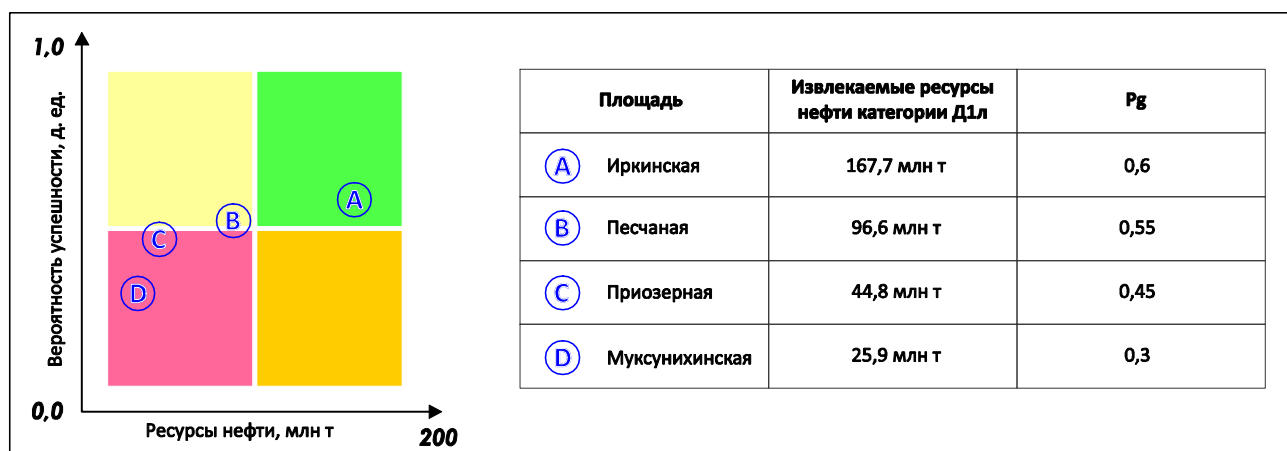 1,0
Вероятность успешности, д. ед.
A
B
C
D
0,0
Ресурсы нефти, млн т
200
Площадь
Извлекаемые ресурсы
нефти категории Д1л
Pg
A Иркинская 167,7 млн т 0,6
B Песчаная 96,6 млн т 0,55
C Приозерная 44,8 млн т 0,45
D Муксунихинская 25,9 млн т 0,3